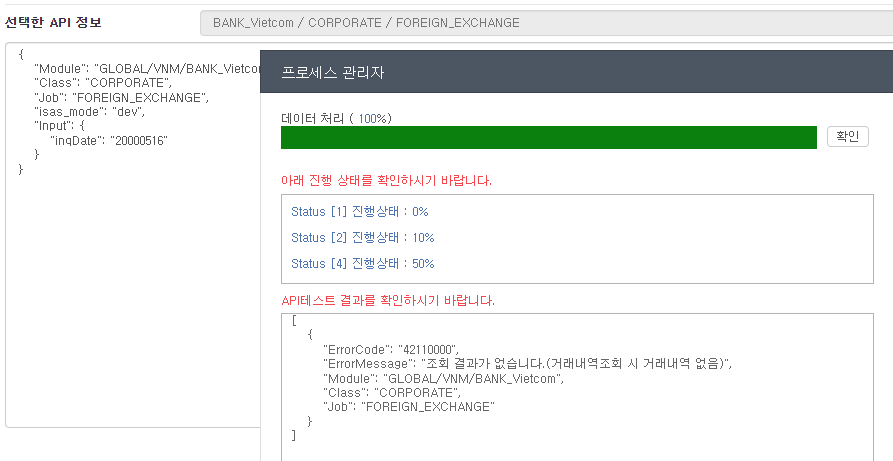 선택한 API 정보
BANK_Vietcom / CORPORATE / FOREIGN_EXCHANGE
{
"Module": "GLOBAL/VNM/BANK_Vietcom
"Class": "CORPORATE",
"Job": "FOREIGN_EXCHANGE",
"isas_mode": "dev",
"Input": {
"inqDate": "20000516"
}
}
프로세스 관리자
데이터 처리 ( 100%)
확인
아래 진행 상태를 확인하시기 바랍니다.
Status [1] 진행상태 : 0%
Status [2] 진행상태 : 10%
Status [4] 진행상태 : 50%
API테스트 결과를 확인하시기 바랍니다.
[
{
"ErrorCode": "42110000",
"ErrorMessage": "조회 결과가 없습니다.(거래내역조회 시 거래내역 없음)",
"Module": "GLOBAL/VNM/BANK_Vietcom",
"Class": "CORPORATE",
"Job": "FOREIGN_EXCHANGE"
}
]